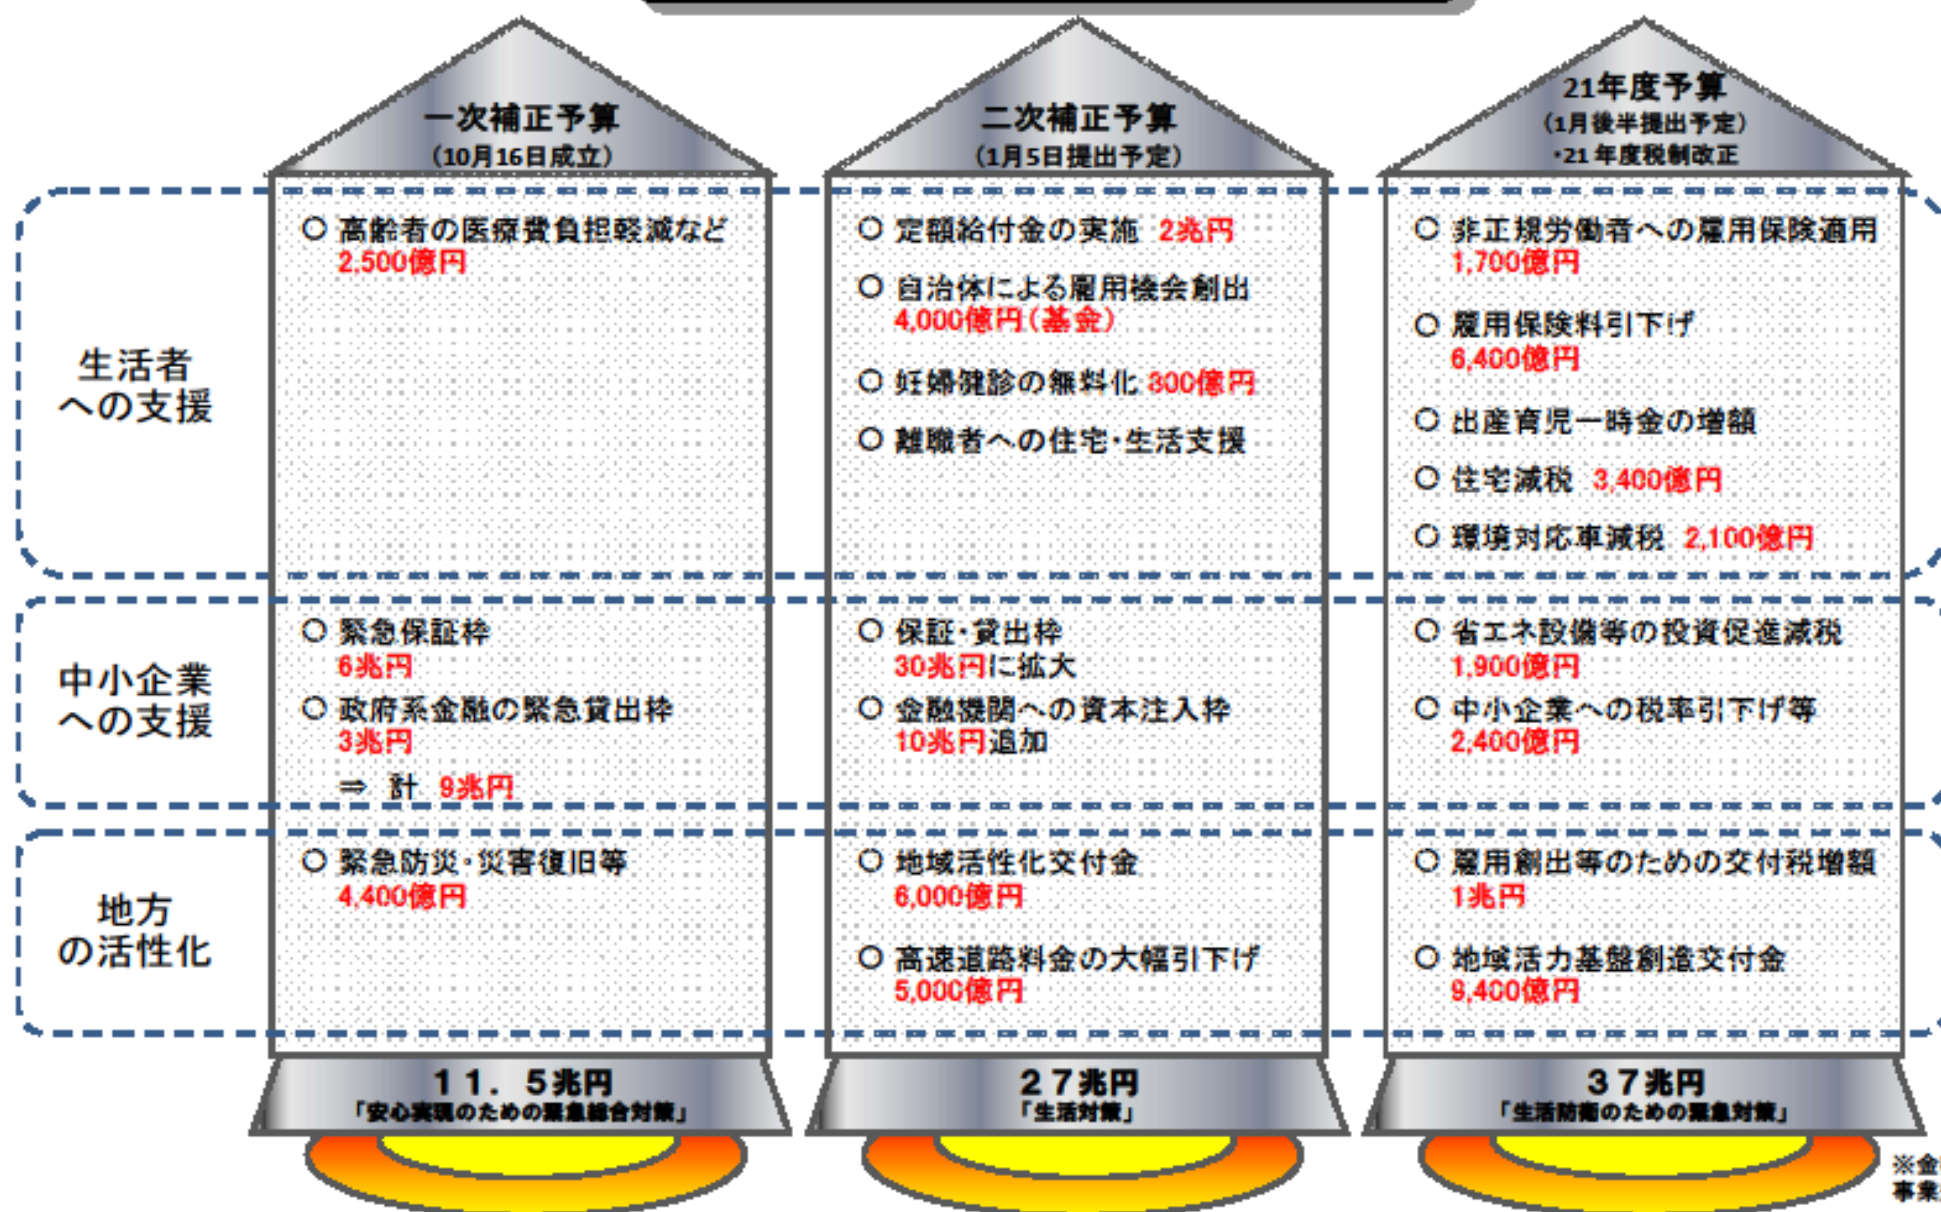 一次補正予算
(10月16日成立)
二次補正予算
(1月5日提出予定)
21年度予算
(1月後半提出予定)
・21年度税制改正
生活者
への支援
○ 高齢者の医療費負担軽減など
2,500億円
○ 定額給付金の実施 2兆円
○ 自治体による雇用機会創出
4,000億円(基金)
○ 妊婦健診の無料化 800億円
○ 離職者への住宅・生活支援
○ 非正規労働者への雇用保険適用
1,700億円
○ 雇用保険料引下げ
6,400億円
○ 出産育児一時金の増額
○ 住宅減税 3,400億円
○ 環境対応車減税 2,100億円
中小企業
への支援
○ 緊急保証枠
6兆円
○ 政府系金融の緊急貸出枠
3兆円
⇒ 計 9兆円
○ 保証・貸出枠
30兆円に拡大
○ 金融機関への資本注入枠
10兆円追加
○ 省エネ設備等の投資促進減税
1,900億円
○ 中小企業への税率引下げ等
2,400億円
地方
の活性化
○ 緊急防災・災害復旧等
4,400億円
○ 地域活性化交付金
6,000億円
○ 高速道路料金の大幅引下げ
5,000億円
○ 雇用創出等のための交付税増額
1兆円
○ 地域活力基盤創造交付金
9,400億円
11.5兆円
「安心実現のための緊急総合対策」
27兆円
「生活対策」
37兆円
「生活防衛のための緊急対策」
※金
事業